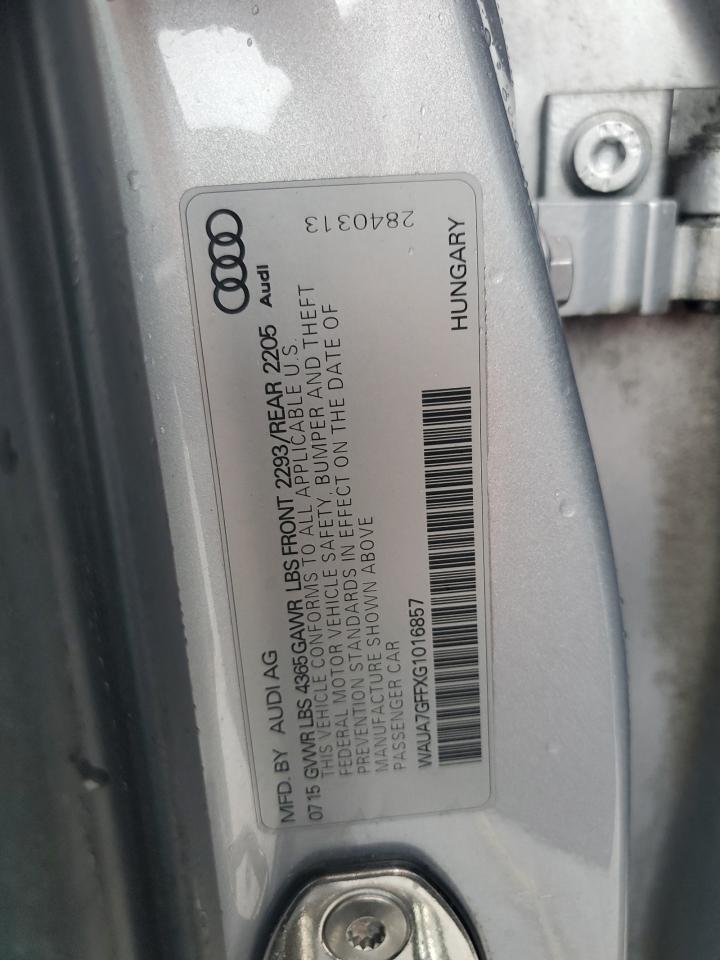 MFD. BY AUDI AG
Audi
0715 GVWR LBS 4365 GAWR LBS FRONT 2293/REAR 2205
THIS VEHICLE CONFORMS TO ALL APPLICABLE U.S.
FEDERAL MOTOR VEHICLE SAFETY, BUMPER AND THEFT
PREVENTION STANDARDS IN EFFECT ON THE DATE OF
MANUFACTURE SHOWN ABOVE
PASSENGER CAR
WAUA7GFFXG1016857
HUNGARY
2840313